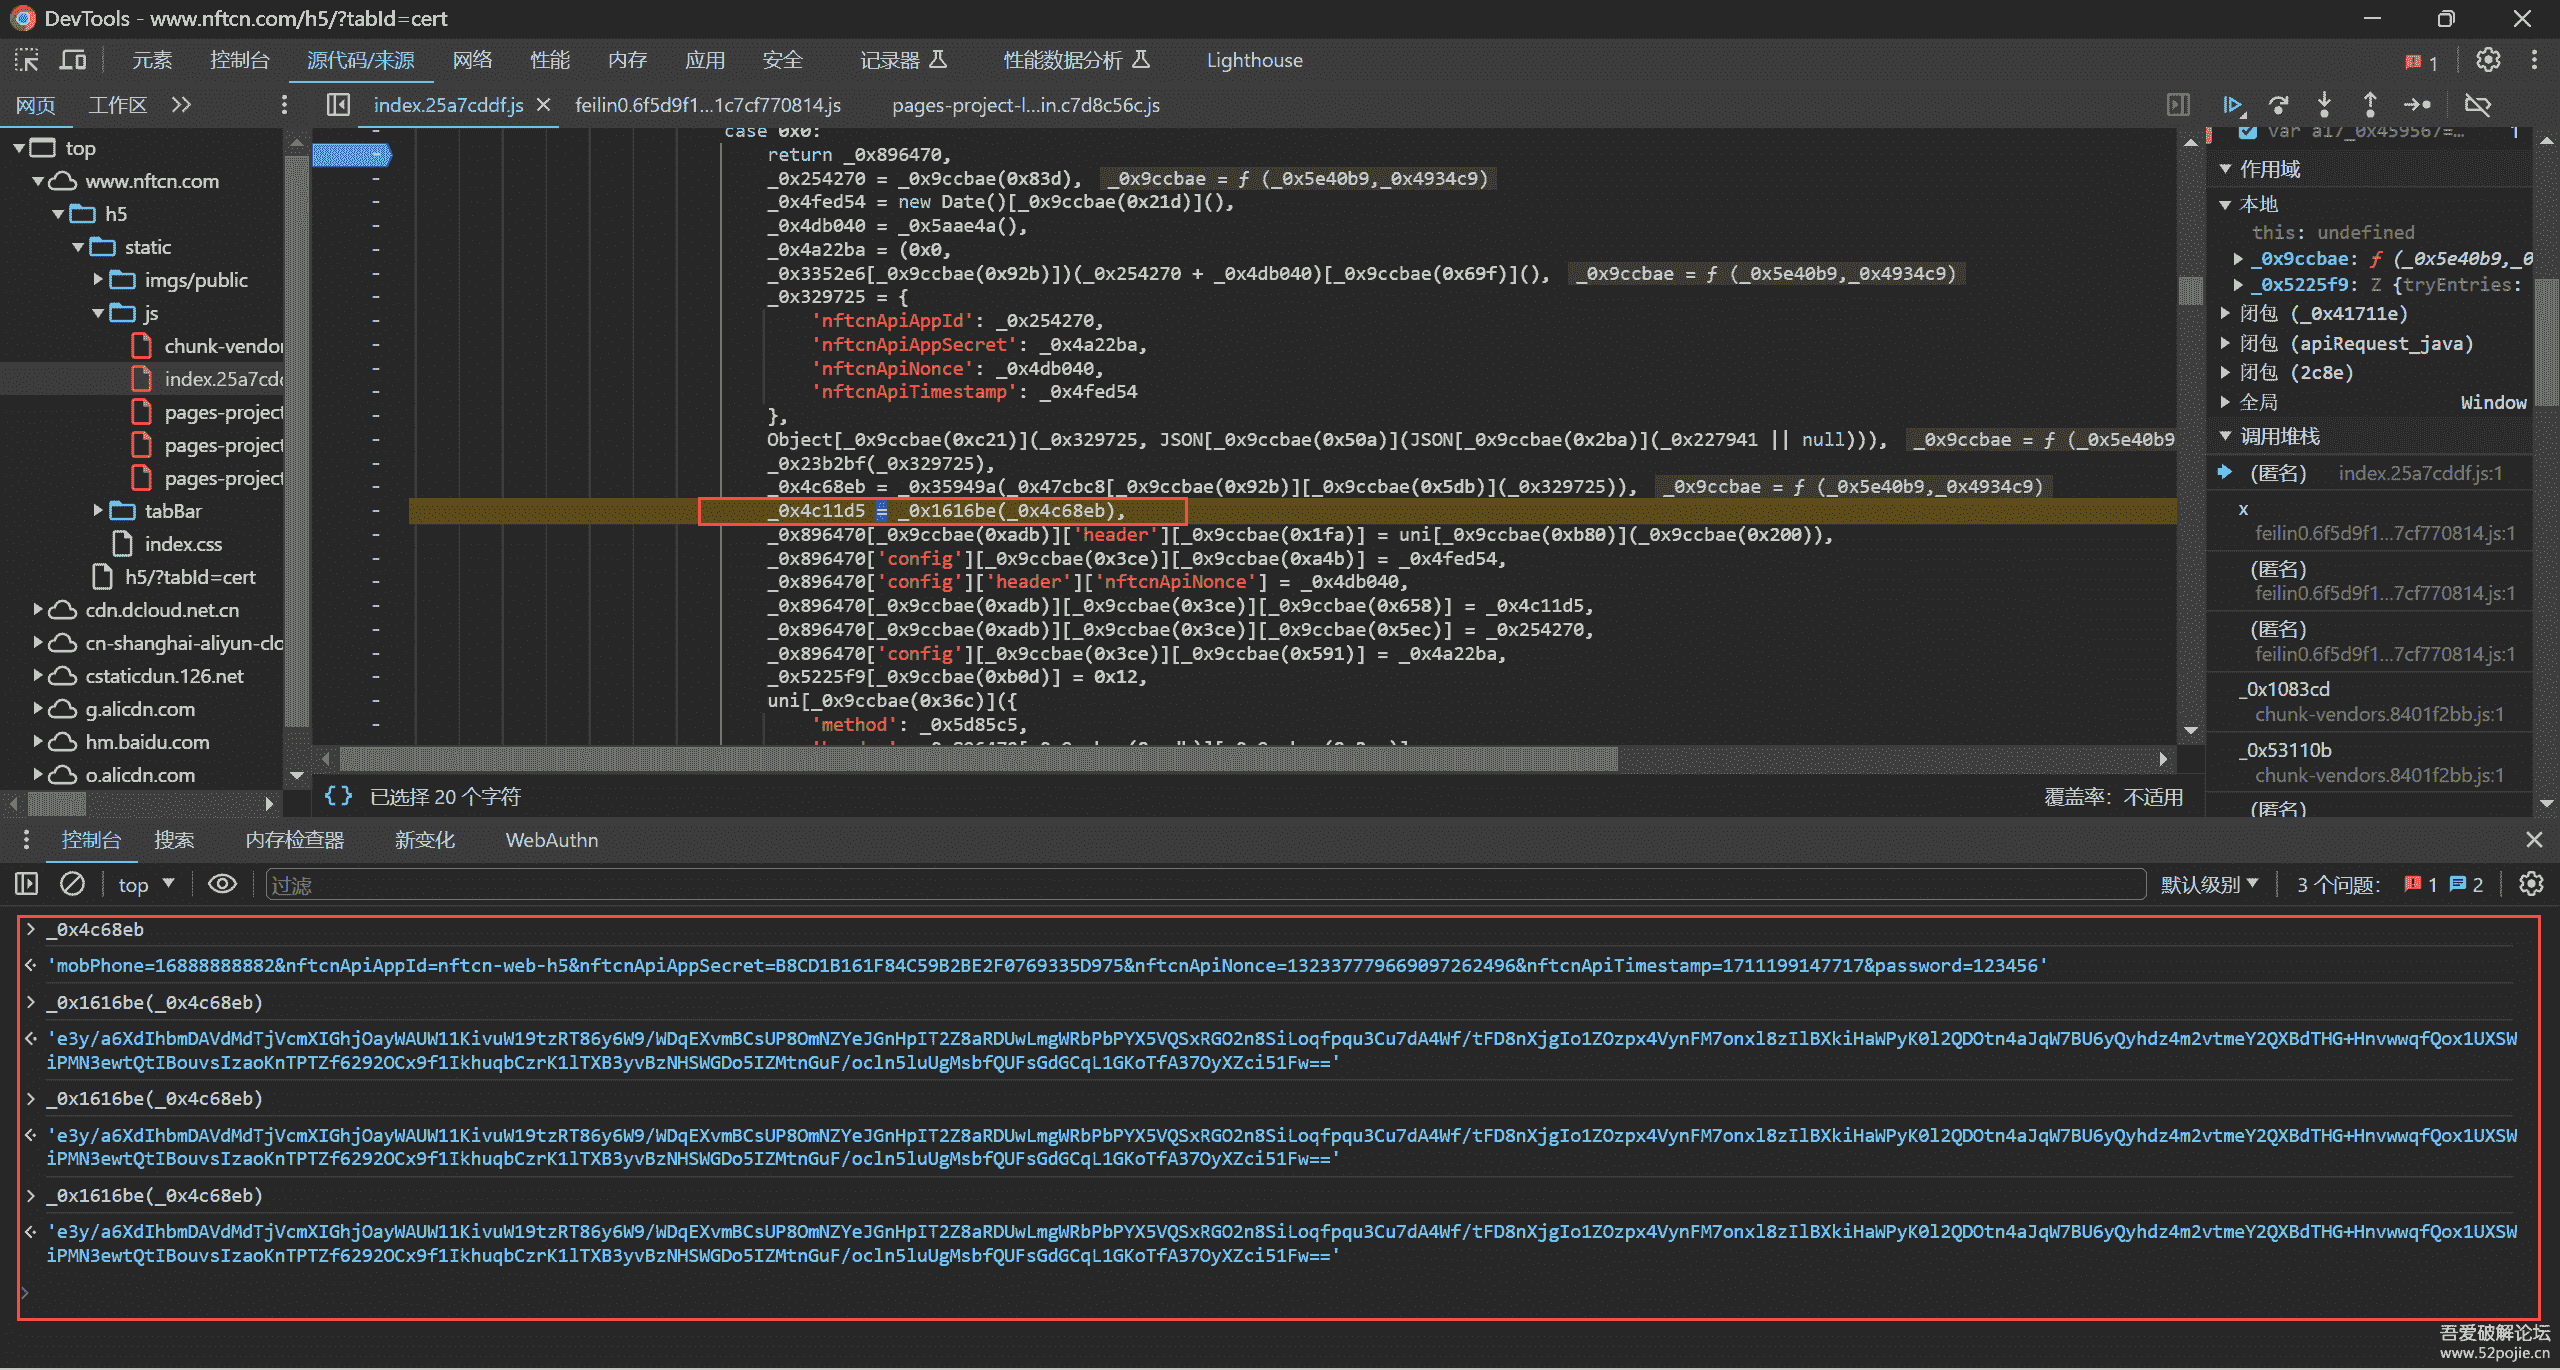 DevTools - www.nftcn.com/h5/?tabId=cert
元素 控制台 源代码/来源 网络 性能 内存 应用 安全 记录器 性能数据分析 Lighthouse 1
网页 工作区 index.25a7cddf.js feilin0.6f5d9f1...1c7cf770814.js pages-project-l...in.c7d8c56c.js
top
www.nftcn.com
h5
static
imgs/public
js
chunk-vendor
index.25a7cdd
pages-project
pages-project
pages-project
tabBar
index.css
h5/?tabId=cert
cdn.dcloud.net.cn
cn-shanghai-aliyun-clo
cstaticdun.126.net
g.alicdn.com
hm.baidu.com
o.alicdn.com
case 0x0:
return _0x896470,
_0x254270 = _0x9ccbae(0x83d), _0x9ccbae = ƒ (_0x5e40b9,_0x4934c9)
_0x4fed54 = new Date()[_0x9ccbae(0x21d)](),
_0x4db040 = _0x5aae4a(),
_0x4a22ba = (0x0,
_0x3352e6[_0x9ccbae(0x92b)])(_0x254270 + _0x4db040)[_0x9ccbae(0x69f)](), _0x9ccbae = ƒ (_0x5e40b9,_0x4934c9)
_0x329725 = {
'nftcnApiAppId': _0x254270,
'nftcnApiAppSecret': _0x4a22ba,
'nftcnApiNonce': _0x4db040,
'nftcnApiTimestamp': _0x4fed54
},
Object[_0x9ccbae(0xc21)](_0x329725, JSON[_0x9ccbae(0x50a)](JSON[_0x9ccbae(0x2ba)](_0x227941 || null))), _0x9ccbae = ƒ (_0x5e40b9
_0x23b2bf(_0x329725),
_0x4c68eb = _0x35949a(_0x47cbc8[_0x9ccbae(0x92b)][_0x9ccbae(0x5db)](_0x329725)), _0x9ccbae = ƒ (_0x5e40b9,_0x4934c9)
_0x4c11d5 = _0x1616be(_0x4c68eb),
_0x896470[_0x9ccbae(0xadb)]['header'][_0x9ccbae(0x1fa)] = uni[_0x9ccbae(0xb80)](_0x9ccbae(0x200)),
_0x896470['config'][_0x9ccbae(0x3ce)][_0x9ccbae(0xa4b)] = _0x4fed54,
_0x896470['config']['header']['nftcnApiNonce'] = _0x4db040,
_0x896470[_0x9ccbae(0xadb)][_0x9ccbae(0x3ce)][_0x9ccbae(0x658)] = _0x4c11d5,
_0x896470[_0x9ccbae(0xadb)][_0x9ccbae(0x3ce)][_0x9ccbae(0x5ec)] = _0x254270,
_0x896470['config'][_0x9ccbae(0x3ce)][_0x9ccbae(0x591)] = _0x4a22ba,
_0x5225f9[_0x9ccbae(0xb0d)] = 0x12,
uni[_0x9ccbae(0x36c)]({
'method': _0x5d85c5,
{} 已选择 20 个字符 覆盖率: 不适用
var a17_0x459567=... 1
作用域
本地
this: undefined
_0x9ccbae: ƒ (_0x5e40b9,_0
_0x5225f9: Z {tryEntries:
闭包 (_0x41711e)
闭包 (apiRequest_java)
闭包 (2c8e)
全局 Window
调用堆栈
(匿名) index.25a7cddf.js:1
x
feilin0.6f5d9f1...7cf770814.js:1
(匿名)
feilin0.6f5d9f1...7cf770814.js:1
(匿名)
feilin0.6f5d9f1...7cf770814.js:1
_0x1083cd
chunk-vendors.8401f2bb.js:1
_0x53110b
chunk-vendors.8401f2bb.js:1
(匿名)
控制台 搜索 内存检查器 新变化 WebAuthn
top 过滤 默认级别 3 个问题: 1 2
> _0x4c68eb
'mobPhone=16888888882&nftcnApiAppId=nftcn-web-h5&nftcnApiAppSecret=B8CD1B161F84C59B2BE2F0769335D975&nftcnApiNonce=132337779669097262496&nftcnApiTimestamp=1711199147717&password=123456'
> _0x1616be(_0x4c68eb)
'e3y/a6XdIhbmDAVdMdTjVcmXIGhjOayWAUW11KivuW19tzRT86y6W9/WDqEXvmBCsUP8OmNZYeJGnHpIT2Z8aRDUwLmgWRbPbPYX5VQSxRGO2n8SiLoqfpqu3Cu7dA4Wf/tFD8nXjgIo1ZOzpx4VynFM7onxl8zIlBXkiHaWPyK0l2QDOtn4aJqW7BU6yQyhdz4m2vtmeY2QXBdTHG+HnvwwqfQox1UXSW
iPMN3ewtQtIBouvsIzaoKnTPTZf6292OCx9f1IkhuqbCzrK1lTXB3yvBzNHSWGDo5IZMtnGuF/ocln5luUgMsbfQUFsGdGCqL1GKoTfA37OyXZci51Fw=='
> _0x1616be(_0x4c68eb)
'e3y/a6XdIhbmDAVdMdTjVcmXIGhjOayWAUW11KivuW19tzRT86y6W9/WDqEXvmBCsUP8OmNZYeJGnHpIT2Z8aRDUwLmgWRbPbPYX5VQSxRGO2n8SiLoqfpqu3Cu7dA4Wf/tFD8nXjgIo1ZOzpx4VynFM7onxl8zIlBXkiHaWPyK0l2QDOtn4aJqW7BU6yQyhdz4m2vtmeY2QXBdTHG+HnvwwqfQox1UXSW
iPMN3ewtQtIBouvsIzaoKnTPTZf6292OCx9f1IkhuqbCzrK1lTXB3yvBzNHSWGDo5IZMtnGuF/ocln5luUgMsbfQUFsGdGCqL1GKoTfA37OyXZci51Fw=='
> _0x1616be(_0x4c68eb)
'e3y/a6XdIhbmDAVdMdTjVcmXIGhjOayWAUW11KivuW19tzRT86y6W9/WDqEXvmBCsUP8OmNZYeJGnHpIT2Z8aRDUwLmgWRbPbPYX5VQSxRGO2n8SiLoqfpqu3Cu7dA4Wf/tFD8nXjgIo1ZOzpx4VynFM7onxl8zIlBXkiHaWPyK0l2QDOtn4aJqW7BU6yQyhdz4m2vtmeY2QXBdTHG+HnvwwqfQox1UXSW
iPMN3ewtQtIBouvsIzaoKnTPTZf6292OCx9f1IkhuqbCzrK1lTXB3yvBzNHSWGDo5IZMtnGuF/ocln5luUgMsbfQUFsGdGCqL1GKoTfA37OyXZci51Fw=='
吾爱破解论坛
www.52pojie.cn